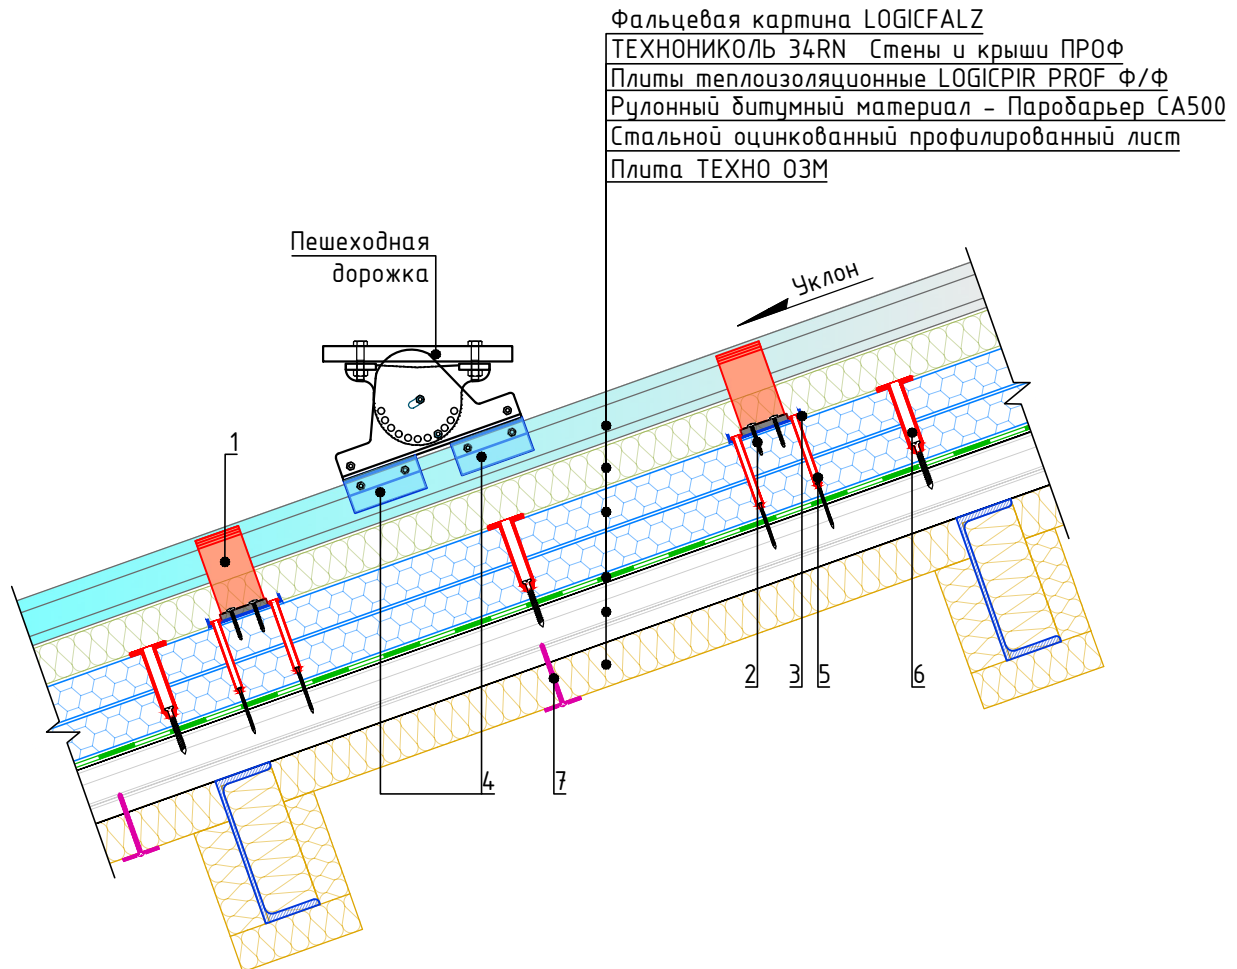 Фальцевая картина LOGICFALZ
ТЕХНОНИКОЛЬ 34RN Стены и крыши ПРОФ
Плиты теплоизоляционные LOGICPIR PROF Ф/Ф
Рулонный битумный материал - Паробарьер СА500
Стальной оцинкованный профилированный лист
Плита ТЕХНО ОЗМ
Пешеходная
дорожка
Уклон
1
2
3
5
6
4
7